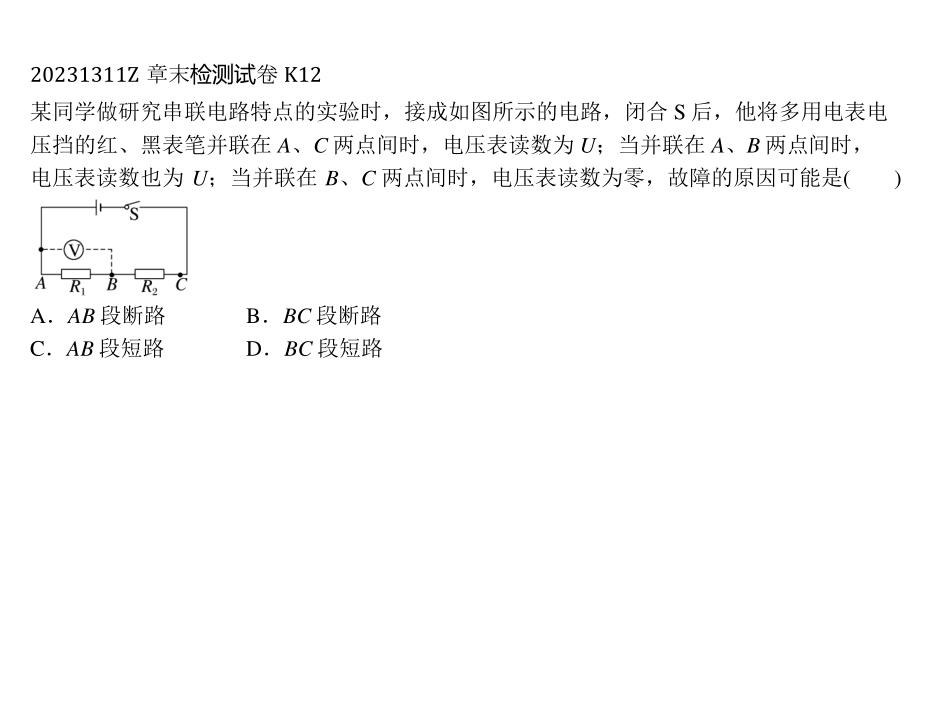 20231311Z 章末检测试卷 K12
某同学做研究串联电路特点的实验时，接成如图所示的电路，闭合 S 后，他将多用电表电
压挡的红、黑表笔并联在 A、C 两点间时，电压表读数为 U；当并联在 A、B 两点间时，
电压表读数也为 U；当并联在 B、C 两点间时，电压表读数为零，故障的原因可能是(　　)
S
V
A R₁ B R₂ C
A．AB 段断路　　B．BC 段断路
C．AB 段短路　　D．BC 段短路